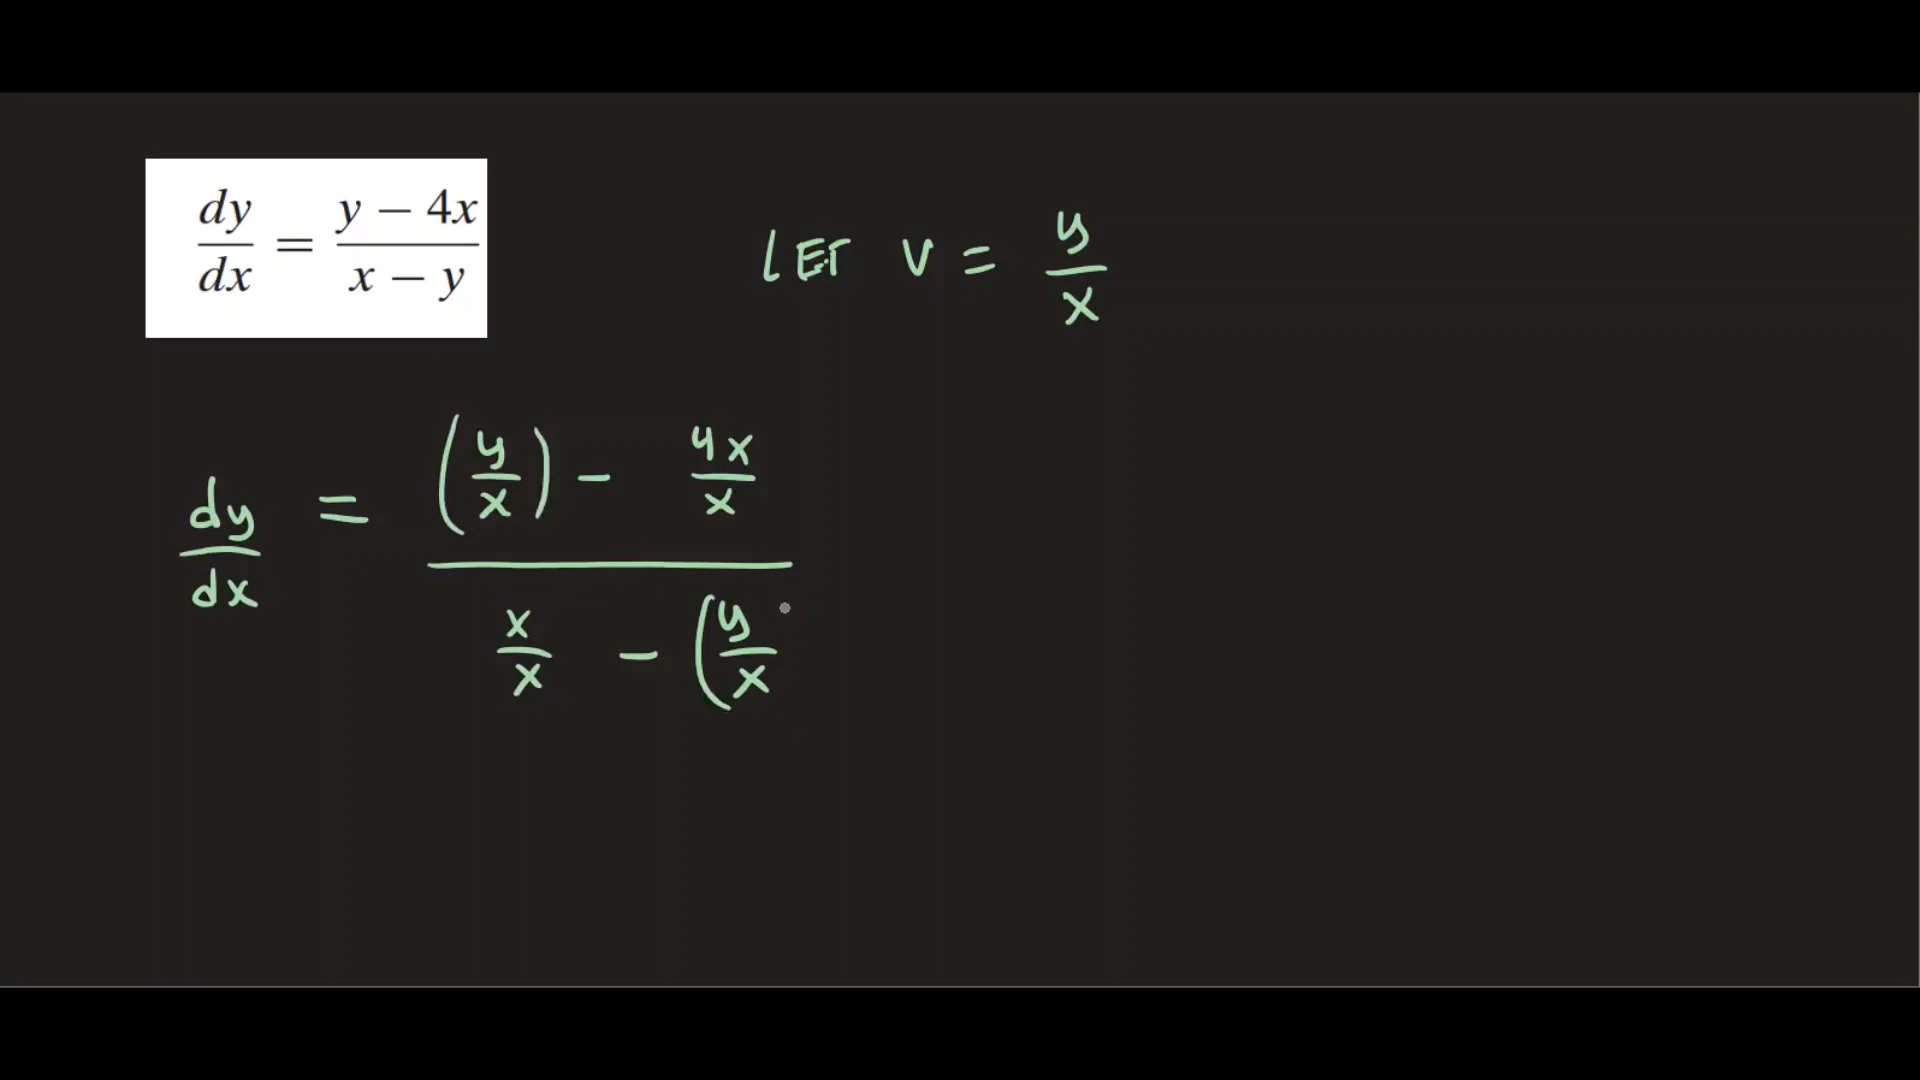 dy/dx = (y − 4x)/(x − y)
LET v = y/x
dy/dx = ((y/x) − 4x/x)/(x/x − (y/x